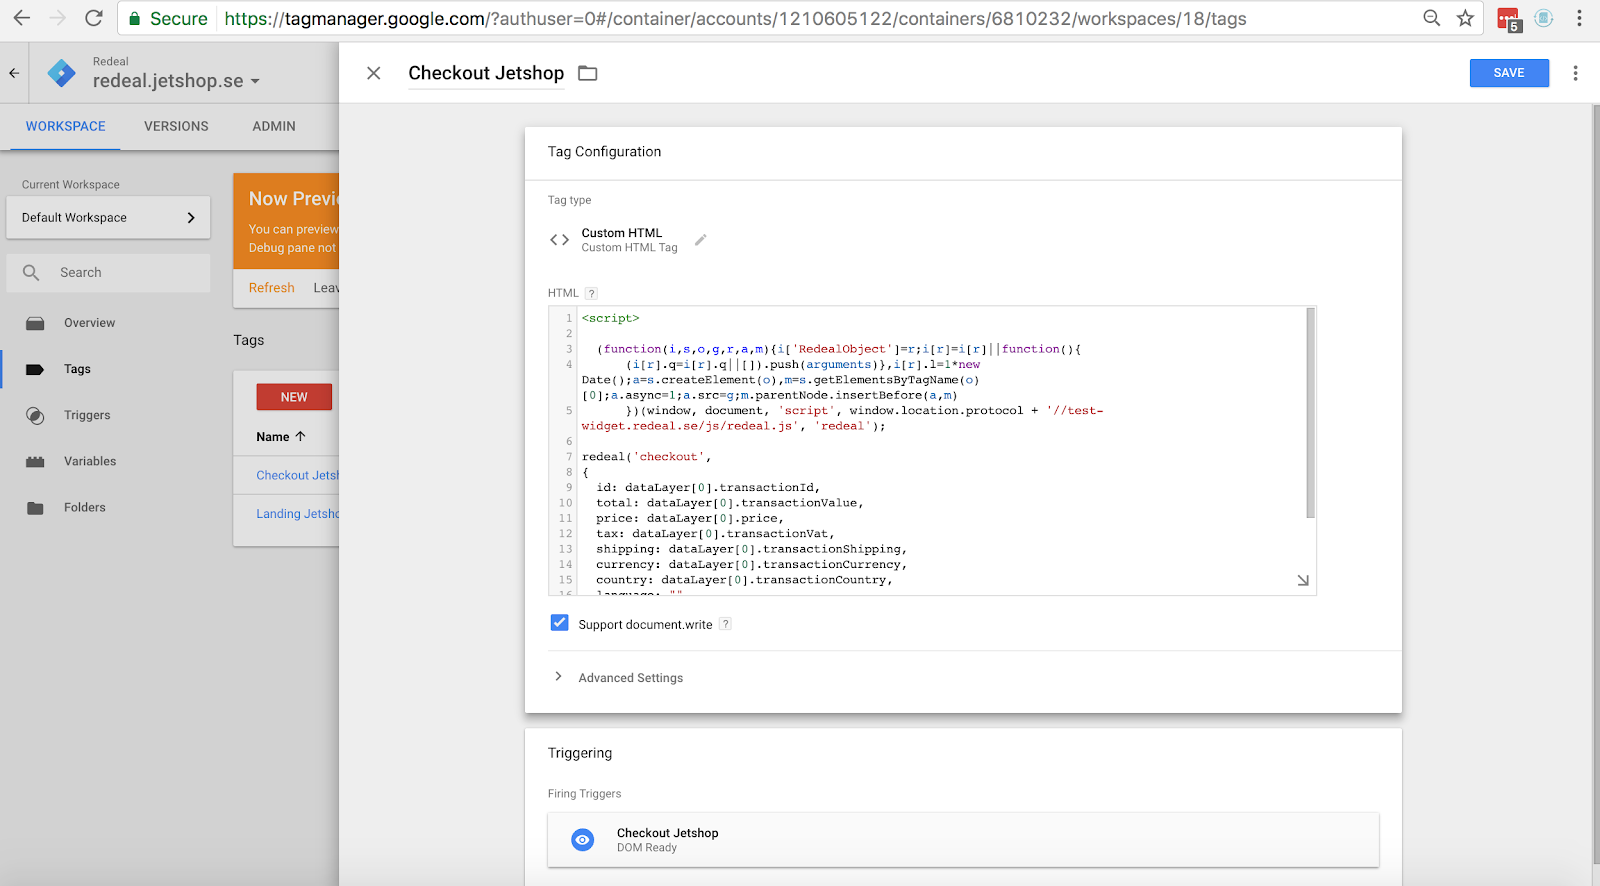 Secure https://tagmanager.google.com/?authuser=0#/container/accounts/1210605122/containers/6810232/workspaces/18/tags
5
Redeal
redeal.jetshop.se
WORKSPACE VERSIONS ADMIN
Current Workspace
Default Workspace
Search
Overview
Tags
Triggers
Variables
Folders
Now Previ
You can preview
Debug pane not
Refresh Leav
Tags
NEW
Name
Checkout Jetsh
Landing Jetsho
Checkout Jetshop
SAVE
Tag Configuration
Tag type
Custom HTML
Custom HTML Tag
HTML ?
1 <script>
2
3 (function(i,s,o,g,r,a,m){i['RedealObject']=r;i[r]=i[r]||function(){
4 (i[r].q=i[r].q||[]).push(arguments)},i[r].l=1*new
Date();a=s.createElement(o),m=s.getElementsByTagName(o)
[0];a.async=1;a.src=g;m.parentNode.insertBefore(a,m)
5 })(window, document, 'script', window.location.protocol + '//test-
widget.redeal.se/js/redeal.js', 'redeal');
6
7 redeal('checkout',
8 {
9 id: dataLayer[0].transactionId,
10 total: dataLayer[0].transactionValue,
11 price: dataLayer[0].price,
12 tax: dataLayer[0].transactionVat,
13 shipping: dataLayer[0].transactionShipping,
14 currency: dataLayer[0].transactionCurrency,
15 country: dataLayer[0].transactionCountry,
16 language: ""
Support document.write ?
Advanced Settings
Triggering
Firing Triggers
Checkout Jetshop
DOM Ready